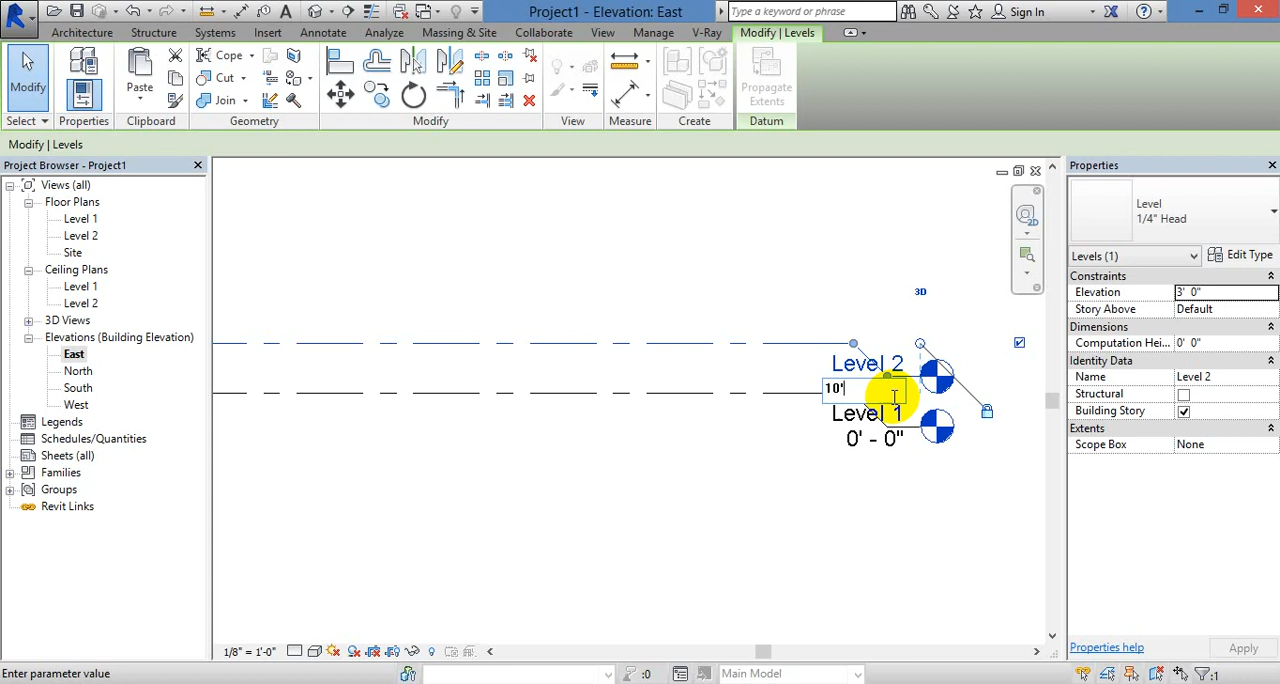 Project1 - Elevation: East
Type a keyword or phrase
Sign In
Architecture Structure Systems Insert Annotate Analyze Massing & Site Collaborate View Manage V-Ray Modify | Levels
Modify
Paste
Cope
Cut
Join
Propagate
Extents
Select Properties Clipboard Geometry Modify View Measure Create Datum
Modify | Levels
Project Browser - Project1
Views (all)
Floor Plans
Level 1
Level 2
Site
Ceiling Plans
Level 1
Level 2
3D Views
Elevations (Building Elevation)
East
North
South
West
Legends
Schedules/Quantities
Sheets (all)
Families
Groups
Revit Links
2D
3D
Level 2
10'
Level 1
0' - 0"
Properties
Level
1/4" Head
Levels (1)
Edit Type
Constraints
Elevation 3' 0"
Story Above Default
Dimensions
Computation Hei... 0' 0"
Identity Data
Name Level 2
Structural
Building Story
Extents
Scope Box None
Properties help
Apply
1/8" = 1'-0"
Enter parameter value
:0
Main Model
:1